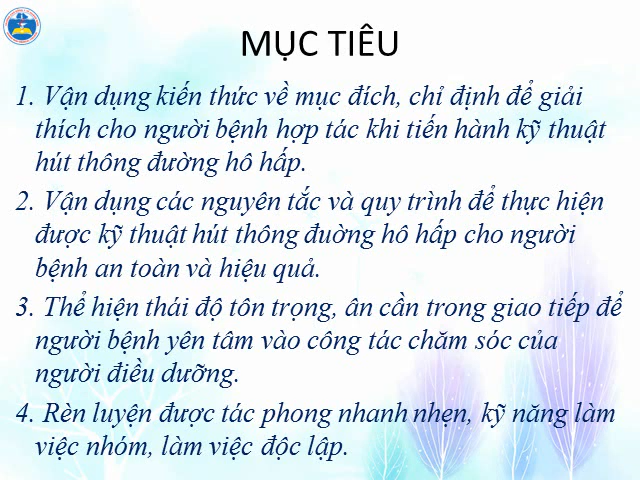 MỤC TIÊU
1. Vận dụng kiến thức về mục đích, chỉ định để giải
thích cho người bệnh hợp tác khi tiến hành kỹ thuật
hút thông đường hô hấp.
2. Vận dụng các nguyên tắc và quy trình để thực hiện
được kỹ thuật hút thông đuờng hô hấp cho người
bệnh an toàn và hiệu quả.
3. Thể hiện thái độ tôn trọng, ân cần trong giao tiếp để
người bệnh yên tâm vào công tác chăm sóc của
người điều dưỡng.
4. Rèn luyện được tác phong nhanh nhẹn, kỹ năng làm
việc nhóm, làm việc độc lập.